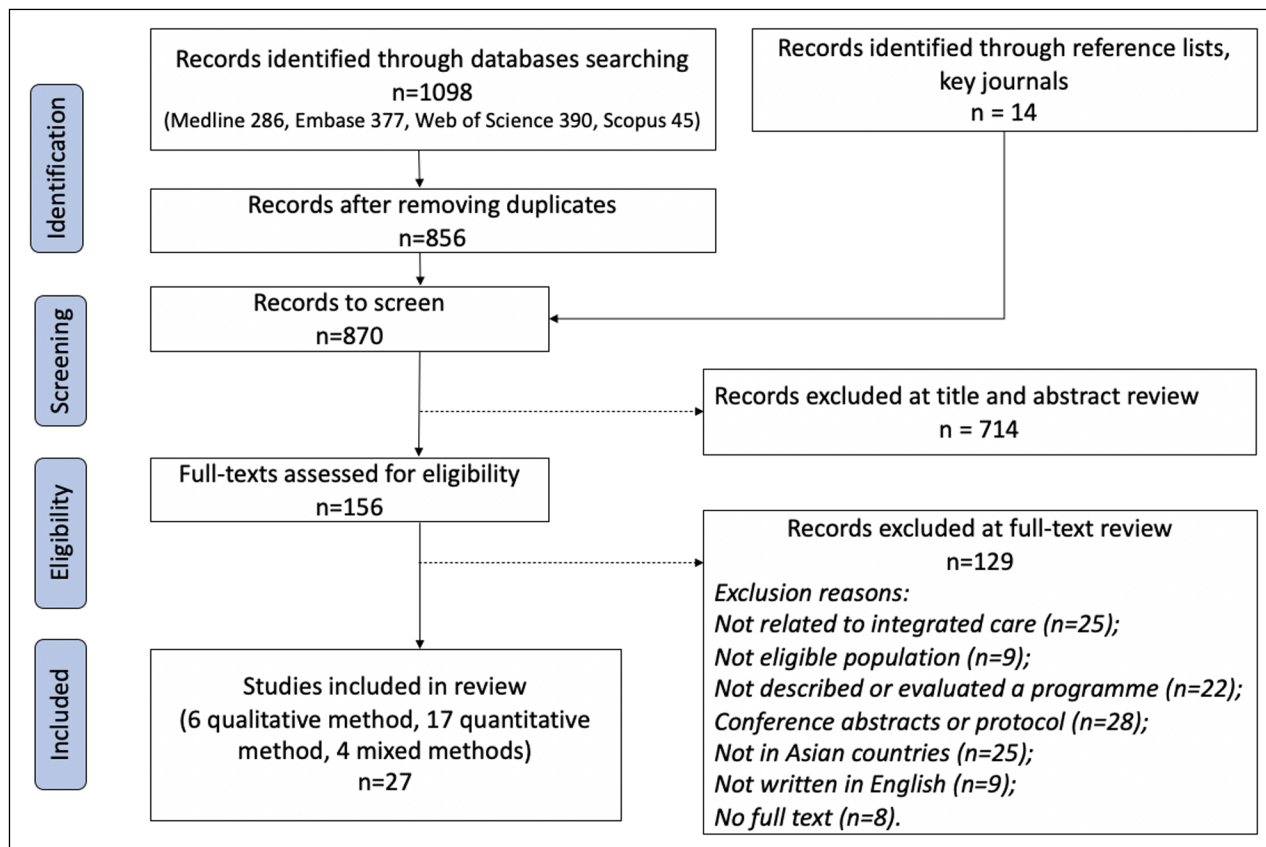 Identification
Records identified through databases searching
n=1098
(Medline 286, Embase 377, Web of Science 390, Scopus 45)
Records identified through reference lists,
key journals
n = 14
Records after removing duplicates
n=856
Screening
Records to screen
n=870
Records excluded at title and abstract review
n = 714
Eligibility
Full-texts assessed for eligibility
n=156
Records excluded at full-text review
n=129
Exclusion reasons:
Not related to integrated care (n=25);
Not eligible population (n=9);
Not described or evaluated a programme (n=22);
Conference abstracts or protocol (n=28);
Not in Asian countries (n=25);
Not written in English (n=9);
No full text (n=8).
Included
Studies included in review
(6 qualitative method, 17 quantitative
method, 4 mixed methods)
n=27